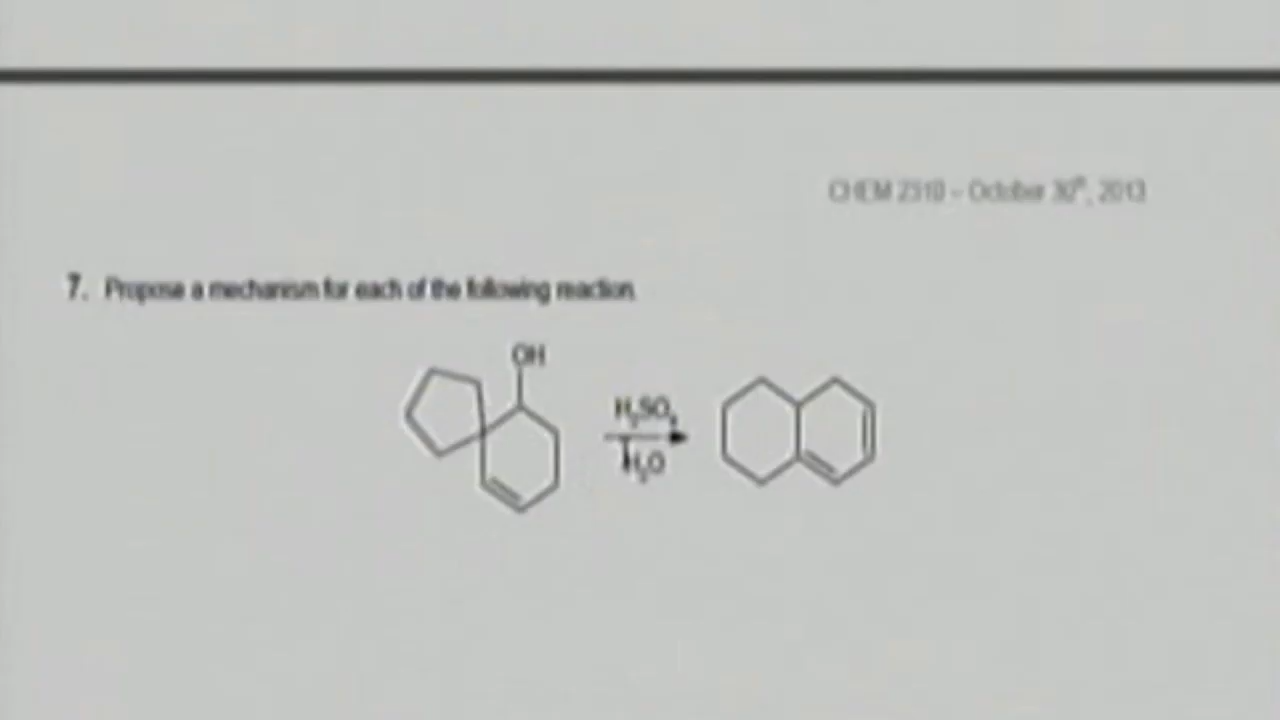 CHEM 2310 – October 30th, 2013
7. Propose a mechanism for each of the following reaction
OH
H₂SO₄
H₂O